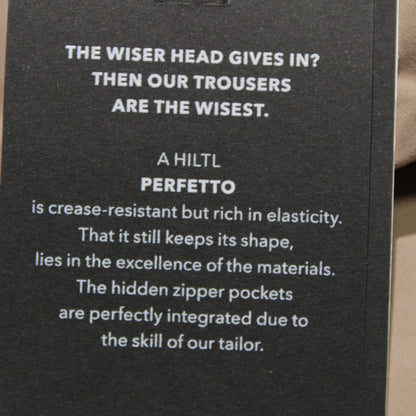 THE WISER HEAD GIVES IN?
THEN OUR TROUSERS
ARE THE WISEST.
A HILTL
PERFETTO
is crease-resistant but rich in elasticity.
That it still keeps its shape,
lies in the excellence of the materials.
The hidden zipper pockets
are perfectly integrated due to
the skill of our tailor.